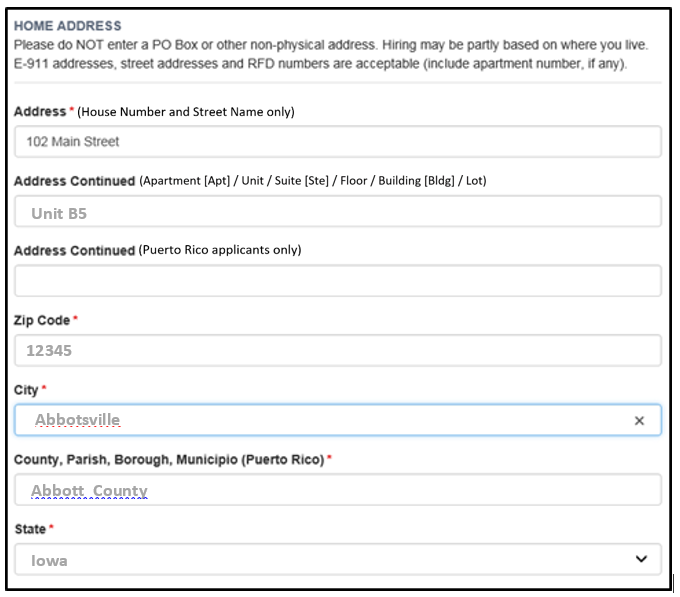 HOME ADDRESS
Please do NOT enter a PO Box or other non-physical address. Hiring may be partly based on where you live.
E-911 addresses, street addresses and RFD numbers are acceptable (include apartment number, if any).
Address * (House Number and Street Name only)
102 Main Street
Address Continued (Apartment [Apt] / Unit / Suite [Ste] / Floor / Building [Bldg] / Lot)
Unit B5
Address Continued (Puerto Rico applicants only)
Zip Code *
12345
City *
Abbotsville
County, Parish, Borough, Municipio (Puerto Rico) *
Abbott County
State *
Iowa